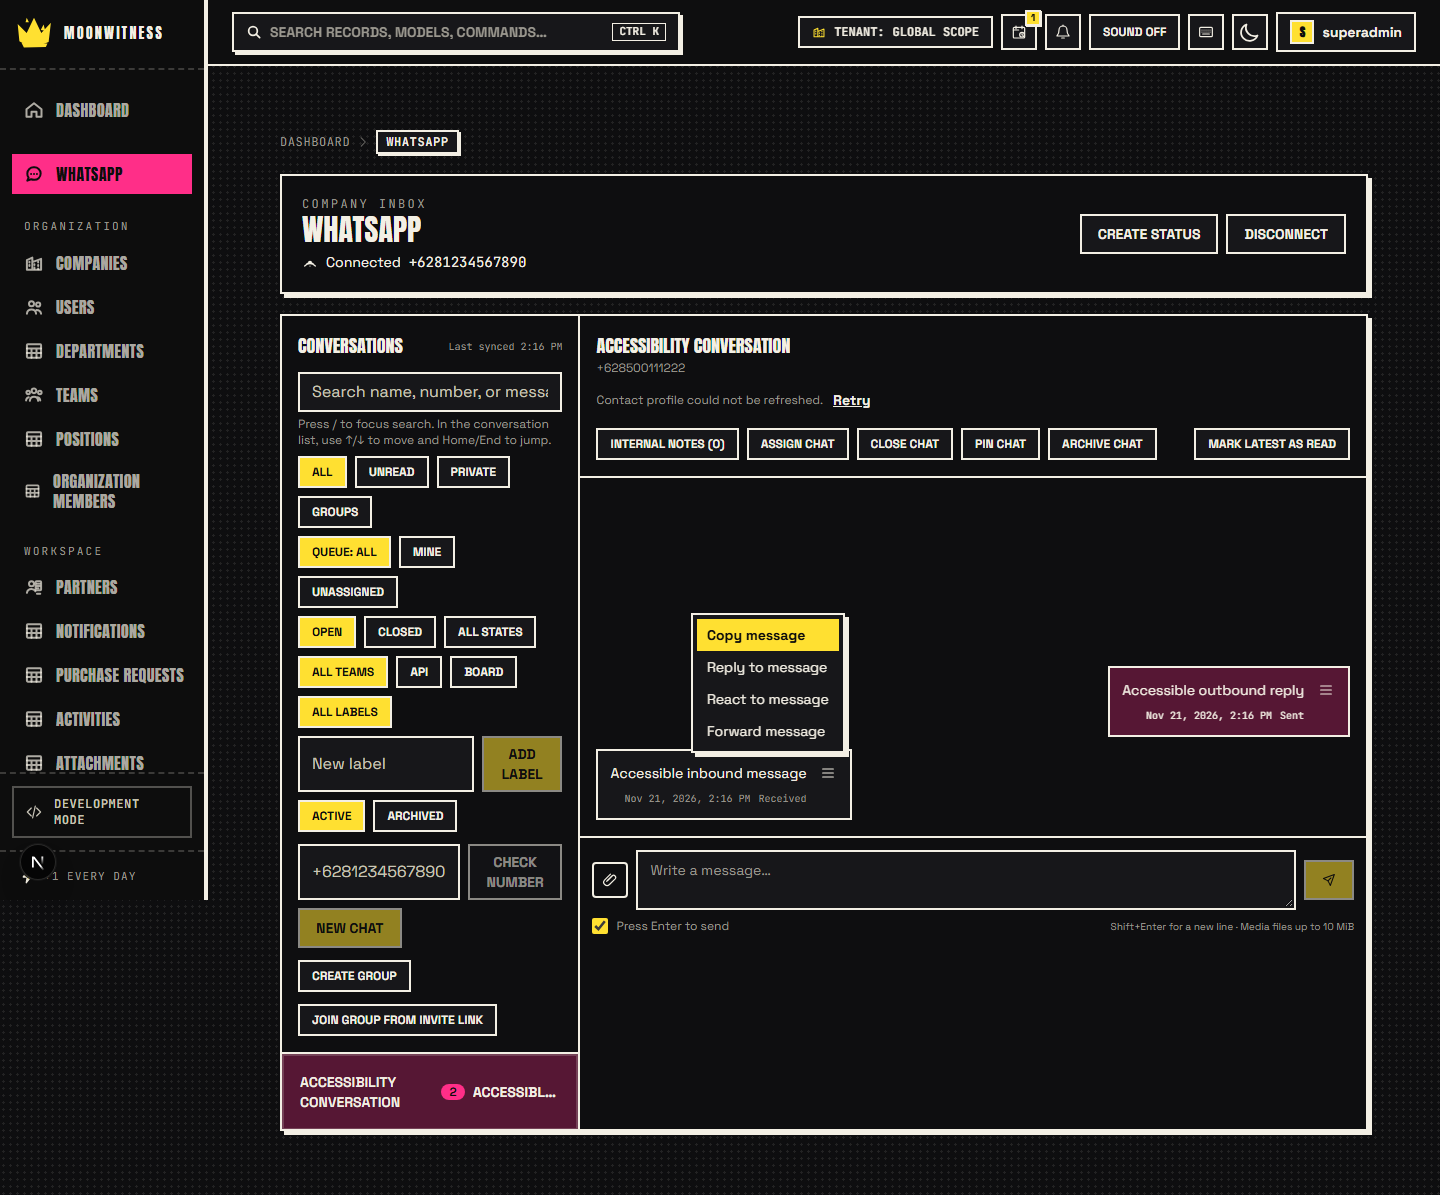 MOONWITNESS
SEARCH RECORDS, MODELS, COMMANDS...
CTRL K
TENANT: GLOBAL SCOPE
1
SOUND OFF
S
superadmin
DASHBOARD
WHATSAPP
ORGANIZATION
COMPANIES
USERS
DEPARTMENTS
TEAMS
POSITIONS
ORGANIZATION
MEMBERS
WORKSPACE
PARTNERS
NOTIFICATIONS
PURCHASE REQUESTS
ACTIVITIES
ATTACHMENTS
DEVELOPMENT
MODE
N
1 EVERY DAY
DASHBOARD
WHATSAPP
COMPANY INBOX
WHATSAPP
Connected +6281234567890
CREATE STATUS
DISCONNECT
CONVERSATIONS
Last synced 2:16 PM
Search name, number, or messa
Press / to focus search. In the conversation
list, use ↑/↓ to move and Home/End to jump.
ALL
UNREAD
PRIVATE
GROUPS
QUEUE: ALL
MINE
UNASSIGNED
OPEN
CLOSED
ALL STATES
ALL TEAMS
API
BOARD
ALL LABELS
New label
ADD
LABEL
ACTIVE
ARCHIVED
+6281234567890
CHECK
NUMBER
NEW CHAT
CREATE GROUP
JOIN GROUP FROM INVITE LINK
ACCESSIBILITY
CONVERSATION
2
ACCESSIBL...
ACCESSIBILITY CONVERSATION
+628500111222
Contact profile could not be refreshed. Retry
INTERNAL NOTES (0)
ASSIGN CHAT
CLOSE CHAT
PIN CHAT
ARCHIVE CHAT
MARK LATEST AS READ
Copy message
Reply to message
React to message
Forward message
Accessible outbound reply
Nov 21, 2026, 2:16 PM Sent
Accessible inbound message
Nov 21, 2026, 2:16 PM Received
Write a message...
Press Enter to send
Shift+Enter for a new line · Media files up to 10 MiB